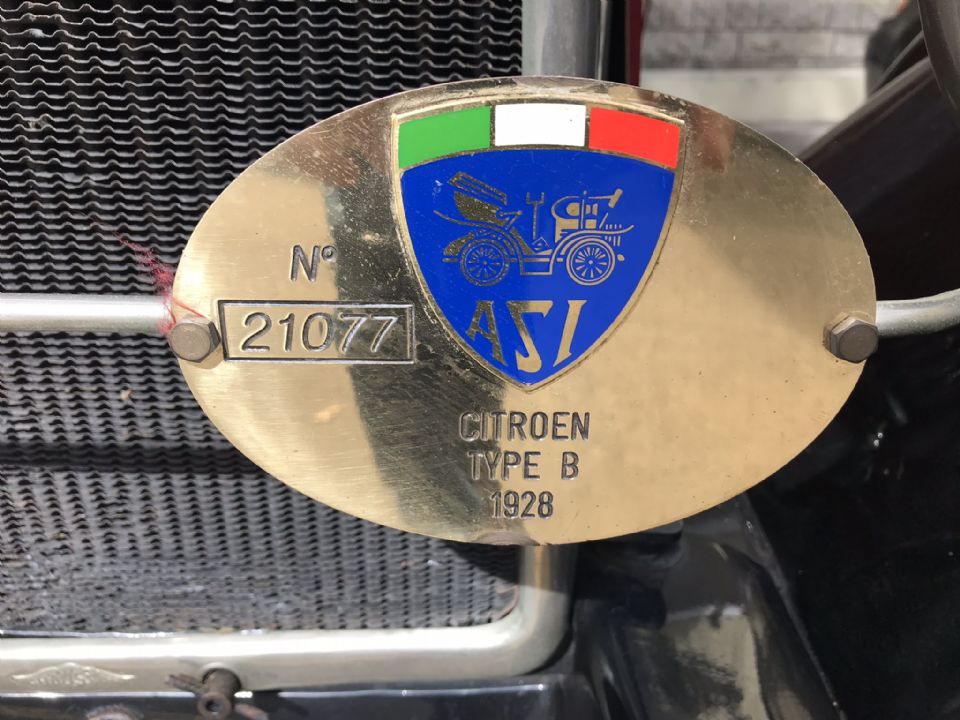 ASI
N°
21077
CITROEN
TYPE B
1928